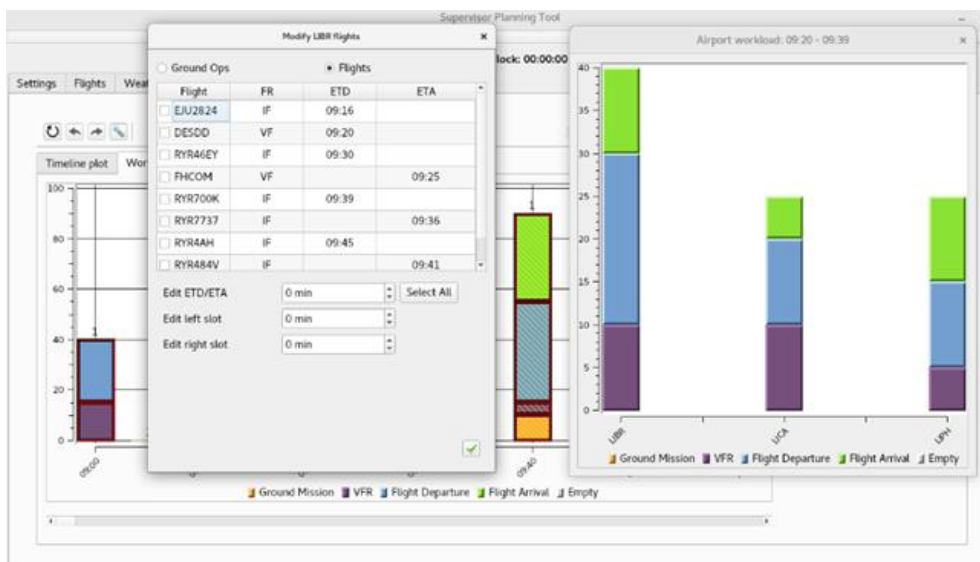 Supervisor Planning Tool
Modify LIBR flights
lock: 00:00:00
Settings Flights Weat
Timeline plot Wor
Ground Ops Flights
Flight FR ETD ETA
EJU2824 IF 09:16
DESDD VF 09:20
RYR46EY IF 09:30
FHCOM VF 09:25
RYR700K IF 09:39
RYR7737 IF 09:36
RYR4AH IF 09:45
RYR484V IF 09:41
Edit ETD/ETA 0 min Select All
Edit left slot 0 min
Edit right slot 0 min
100
80
60
40
20
0
1
1
09:00
09:40
Ground Mission VFR Flight Departure Flight Arrival Empty
Airport workload: 09:20 - 09:39
40
35
30
25
20
15
10
5
0
LIBR
LICA
LIPH
Ground Mission VFR Flight Departure Flight Arrival Empty